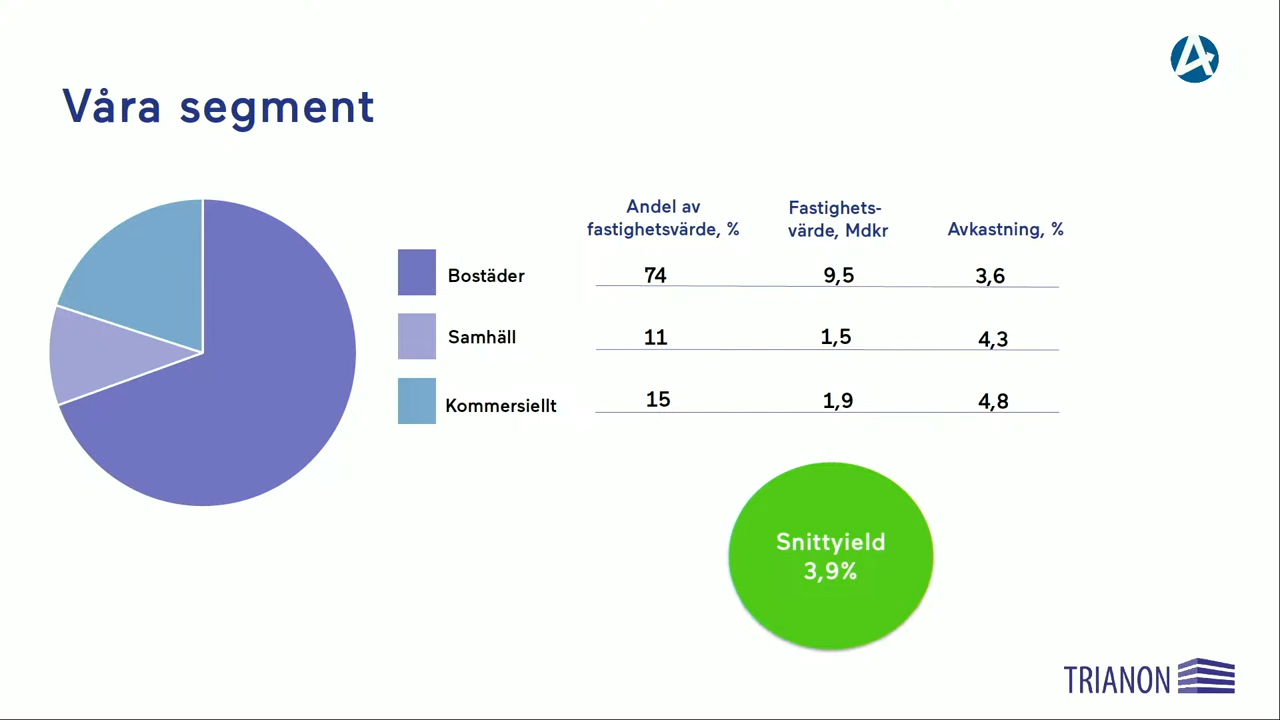 Våra segment
Andel av
fastighetsvärde, %
Fastighets-
värde, Mdkr
Avkastning, %
Bostäder 74 9,5 3,6
Samhäll 11 1,5 4,3
Kommersiellt 15 1,9 4,8
Snittyield
3,9%
TRIANON